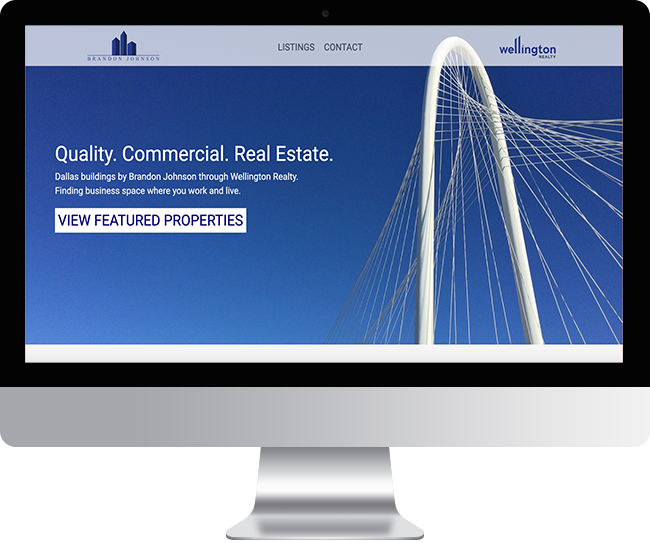 BRANDON JOHNSON
LISTINGS CONTACT
wellington
REALTY
Quality. Commercial. Real Estate.
Dallas buildings by Brandon Johnson through Wellington Realty.
Finding business space where you work and live.
VIEW FEATURED PROPERTIES